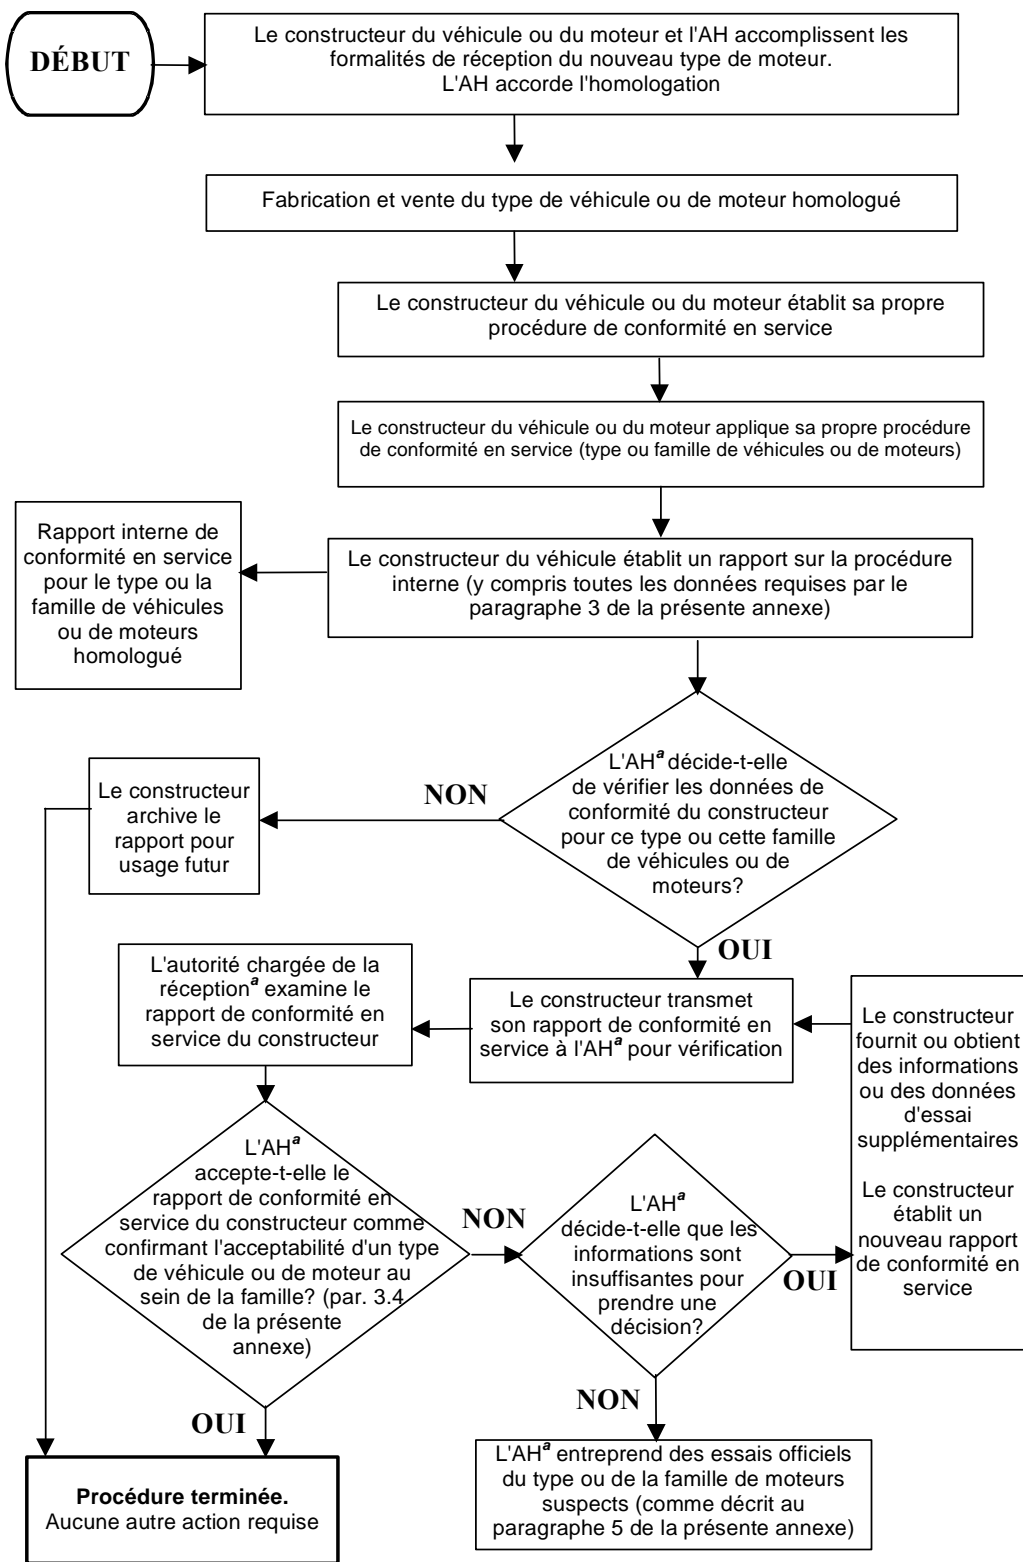 DÉBUT
Le constructeur du véhicule ou du moteur et l'AH accomplissent les
formalités de réception du nouveau type de moteur.
L'AH accorde l'homologation
Fabrication et vente du type de véhicule ou de moteur homologué
Le constructeur du véhicule ou du moteur établit sa propre
procédure de conformité en service
Le constructeur du véhicule ou du moteur applique sa propre procédure
de conformité en service (type ou famille de véhicules ou de moteurs)
Rapport interne de
conformité en service
pour le type ou la
famille de véhicules
ou de moteurs
homologué
Le constructeur du véhicule établit un rapport sur la procédure
interne (y compris toutes les données requises par le
paragraphe 3 de la présente annexe)
L'AHa décide-t-elle
de vérifier les données de
conformité du constructeur
pour ce type ou cette famille
de véhicules ou de
moteurs?
NON
Le constructeur
archive le
rapport pour
usage futur
OUI
L'autorité chargée de la
réceptiona examine le
rapport de conformité en
service du constructeur
Le constructeur transmet
son rapport de conformité en
service à l'AHa pour vérification
Le constructeur
fournit ou obtient
des informations
ou des données
d'essai
supplémentaires
Le constructeur
établit un
nouveau rapport
de conformité en
service
L'AHa
accepte-t-elle le
rapport de conformité en
service du constructeur comme
confirmant l'acceptabilité d'un type
de véhicule ou de moteur au
sein de la famille? (par. 3.4
de la présente
annexe)
NON
L'AHa
décide-t-elle que les
informations sont
insuffisantes pour
prendre une
décision?
OUI
NON
OUI
Procédure terminée.
Aucune autre action requise
L'AHa entreprend des essais officiels
du type ou de la famille de moteurs
suspects (comme décrit au
paragraphe 5 de la présente annexe)